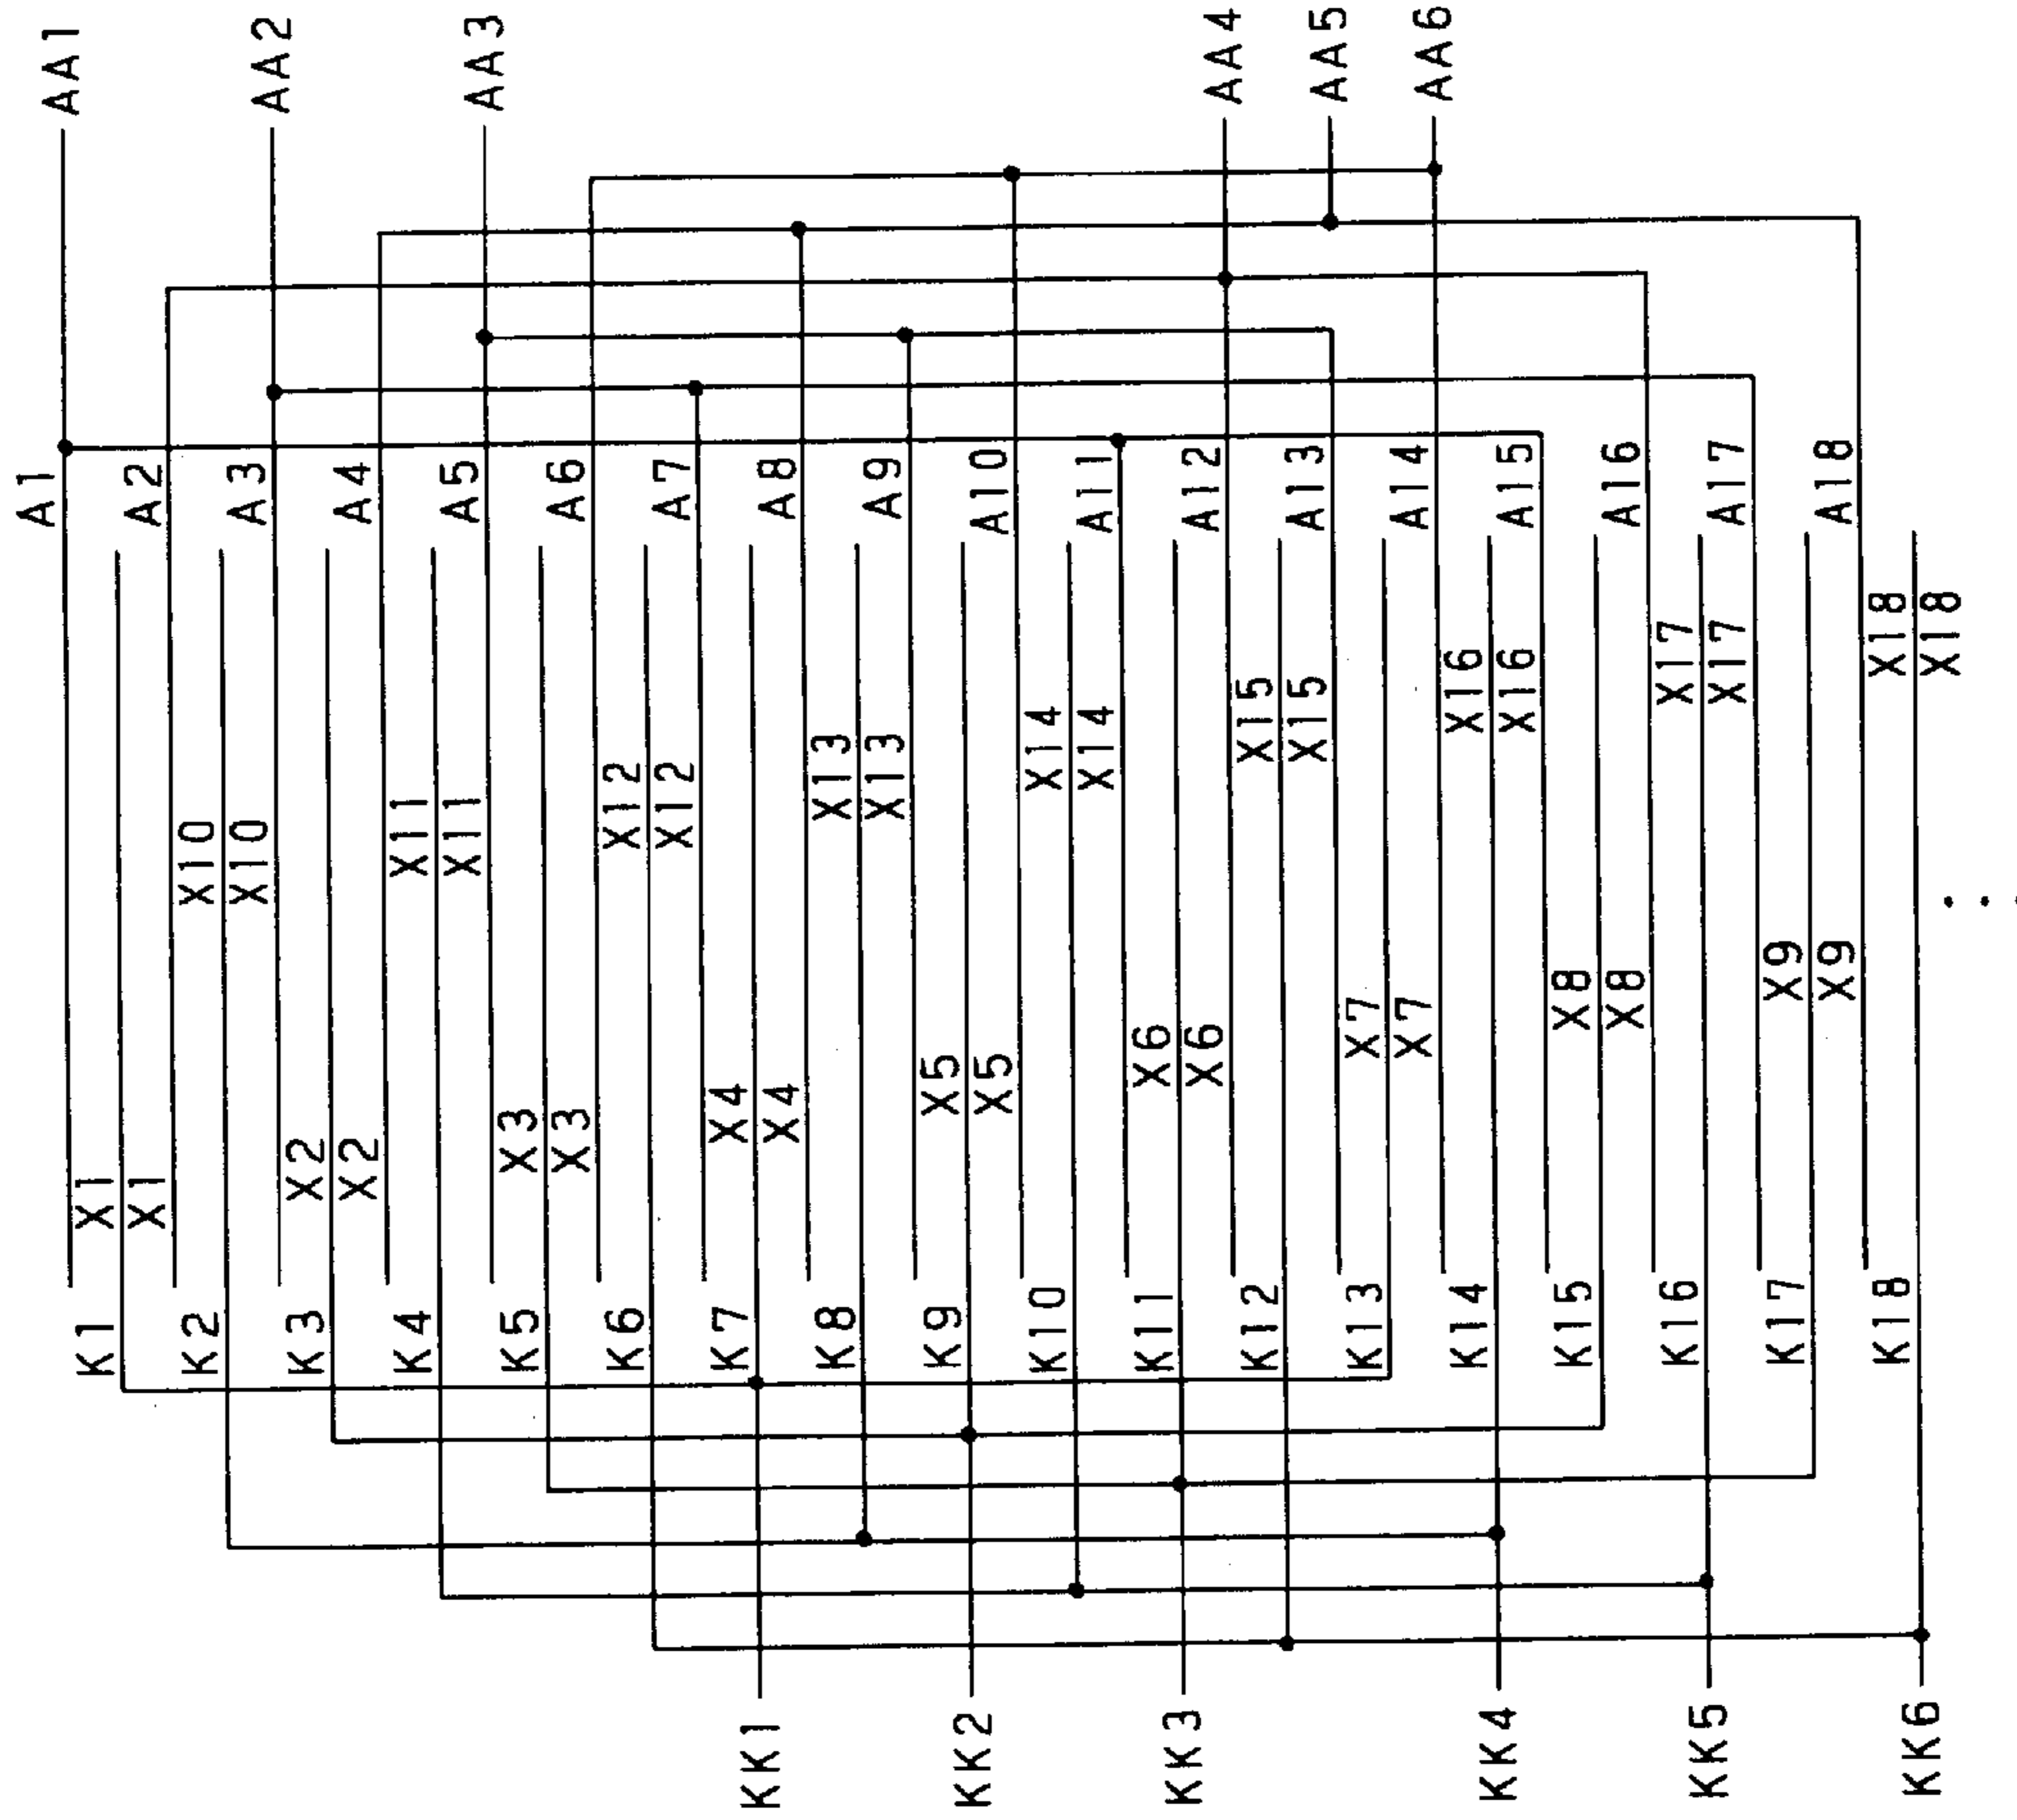 AA1
AA2
AA3
AA4
AA5
AA6
A1
A2
A3
A4
A5
A6
A7
A8
A9
A10
A11
A12
A13
A14
A15
A16
A17
A18
X1
X1
X10
X10
X2
X2
X11
X11
X3
X3
X12
X12
X4
X4
X13
X13
X5
X5
X14
X14
X6
X6
X15
X15
X7
X7
X16
X16
X8
X8
X17
X17
X9
X9
X18
X18
...
K1
K2
K3
K4
K5
K6
K7
K8
K9
K10
K11
K12
K13
K14
K15
K16
K17
K18
KK1
KK2
KK3
KK4
KK5
KK6